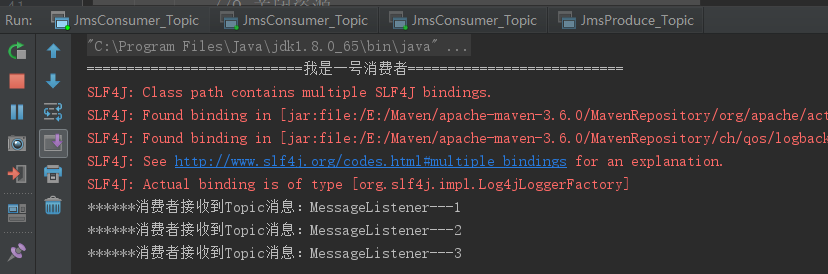 41 //9.关闭资源
Run: JmsConsumer_Topic JmsConsumer_Topic JmsConsumer_Topic JmsProduce_Topic
"C:\Program Files\Java\jdk1.8.0_65\bin\java" ...
==========================我是一号消费者==========================
SLF4J: Class path contains multiple SLF4J bindings.
SLF4J: Found binding in [jar:file:/E:/Maven/apache-maven-3.6.0/MavenRepository/org/apache/act
SLF4J: Found binding in [jar:file:/E:/Maven/apache-maven-3.6.0/MavenRepository/ch/qos/logback
SLF4J: See http://www.slf4j.org/codes.html#multiple_bindings for an explanation.
SLF4J: Actual binding is of type [org.slf4j.impl.Log4jLoggerFactory]
******消费者接收到Topic消息：MessageListener---1
******消费者接收到Topic消息：MessageListener---2
******消费者接收到Topic消息：MessageListener---3